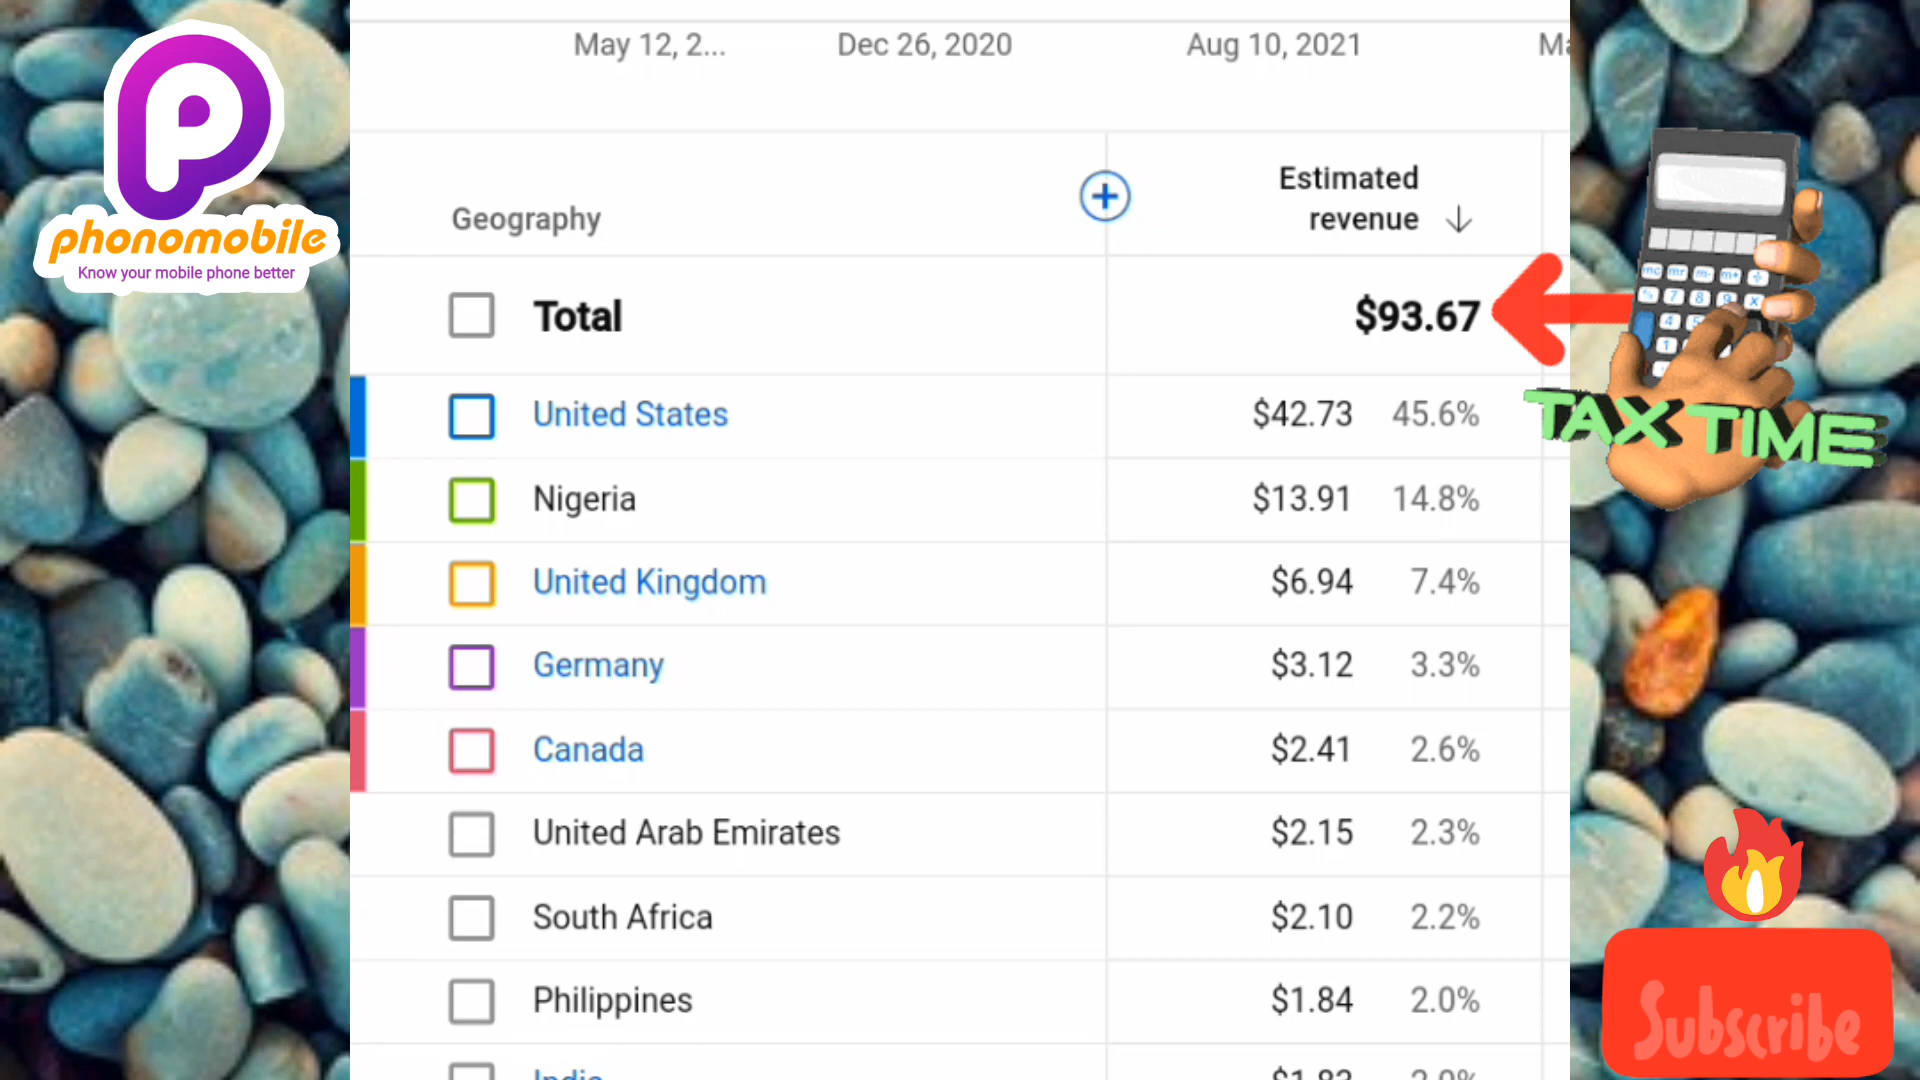 May 12, 2... Dec 26, 2020 Aug 10, 2021
phonomobile
Know your mobile phone better
Geography
Estimated
revenue
Total $93.67
United States $42.73 45.6%
Nigeria $13.91 14.8%
United Kingdom $6.94 7.4%
Germany $3.12 3.3%
Canada $2.41 2.6%
United Arab Emirates $2.15 2.3%
South Africa $2.10 2.2%
Philippines $1.84 2.0%
TAX TIME
Subscribe